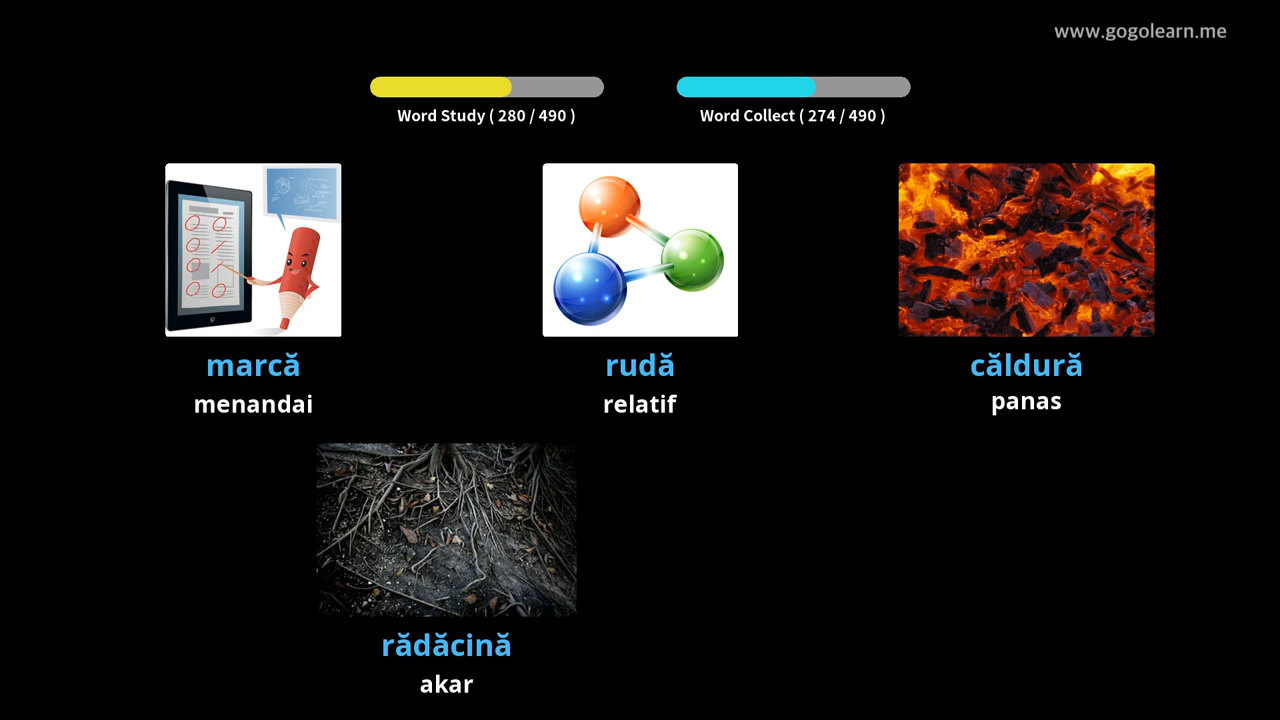 www.gogolearn.me
Word Study ( 280 / 490 )
Word Collect ( 274 / 490 )
marcă
rudă
căldură
menandai
relatif
panas
rădăcină
akar